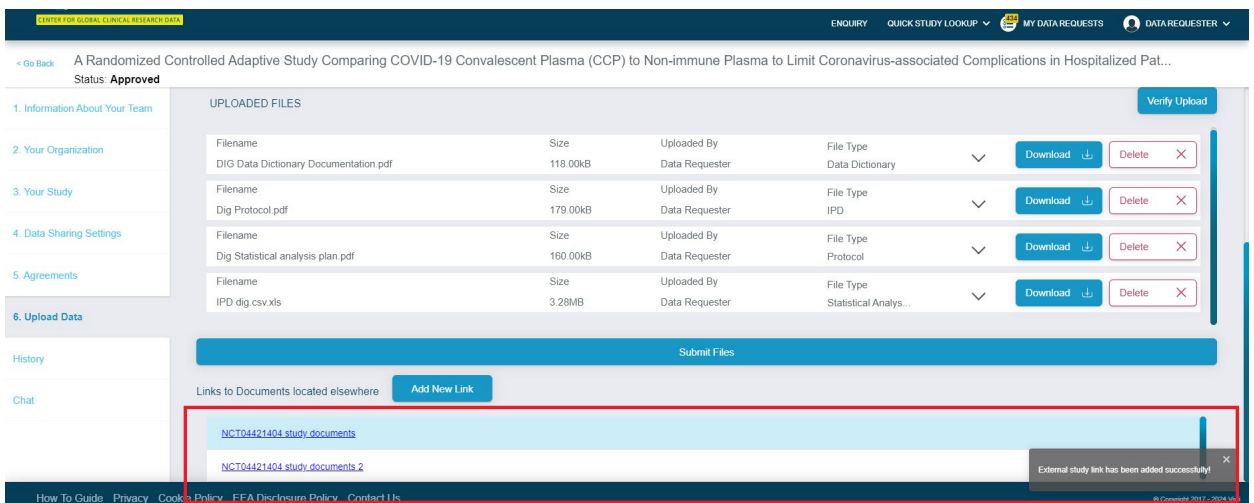 CENTER FOR GLOBAL CLINICAL RESEARCH DATA
ENQUIRY QUICK STUDY LOOKUP 434 MY DATA REQUESTS DATA REQUESTER
< Go Back A Randomized Controlled Adaptive Study Comparing COVID-19 Convalescent Plasma (CCP) to Non-immune Plasma to Limit Coronavirus-associated Complications in Hospitalized Pat...
Status: Approved
1. Information About Your Team
2. Your Organization
3. Your Study
4. Data Sharing Settings
5. Agreements
6. Upload Data
History
Chat
UPLOADED FILES Verify Upload
Filename Size Uploaded By File Type
DIG Data Dictionary Documentation.pdf 118.00kB Data Requester Data Dictionary Download Delete
Filename Size Uploaded By File Type
Dig Protocol.pdf 179.00kB Data Requester IPD Download Delete
Filename Size Uploaded By File Type
Dig Statistical analysis plan.pdf 160.00kB Data Requester Protocol Download Delete
Filename Size Uploaded By File Type
IPD dig.csv.xls 3.28MB Data Requester Statistical Analys... Download Delete
Submit Files
Links to Documents located elsewhere Add New Link
NCT04421404 study documents
NCT04421404 study documents 2
External study link has been added successfully!
How To Guide Privacy Cookie Policy EEA Disclosure Policy Contact Us © Copyright 2017 - 2024